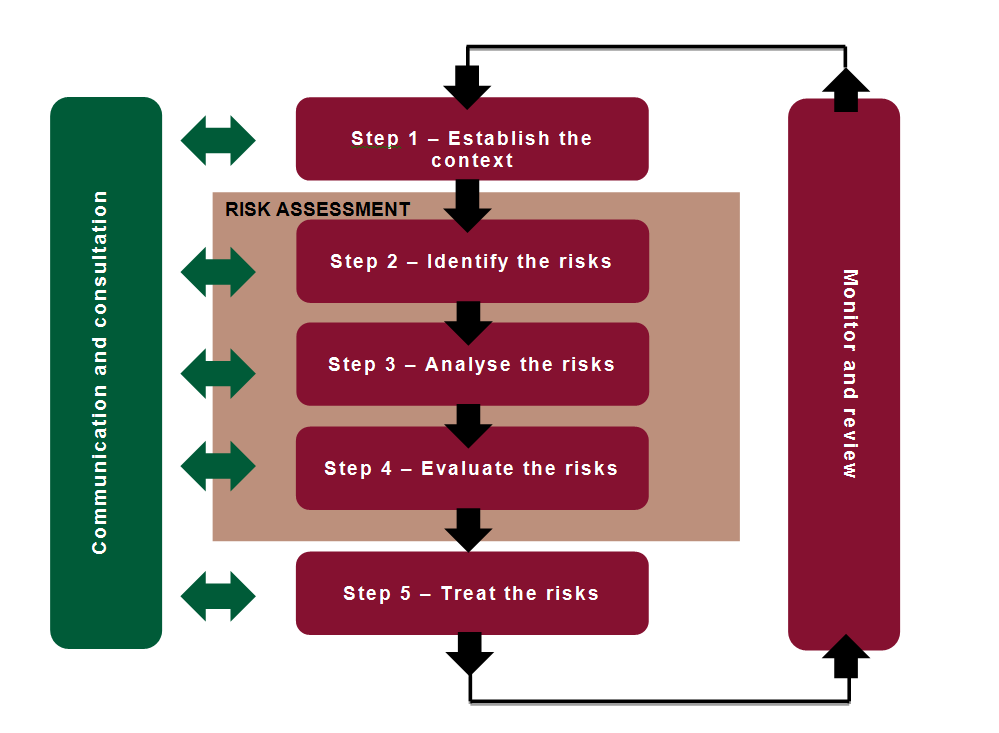 Communication and consultation
Step 1 – Establish the
context
RISK ASSESSMENT
Step 2 – Identify the risks
Step 3 – Analyse the risks
Step 4 – Evaluate the risks
Step 5 – Treat the risks
Monitor and review